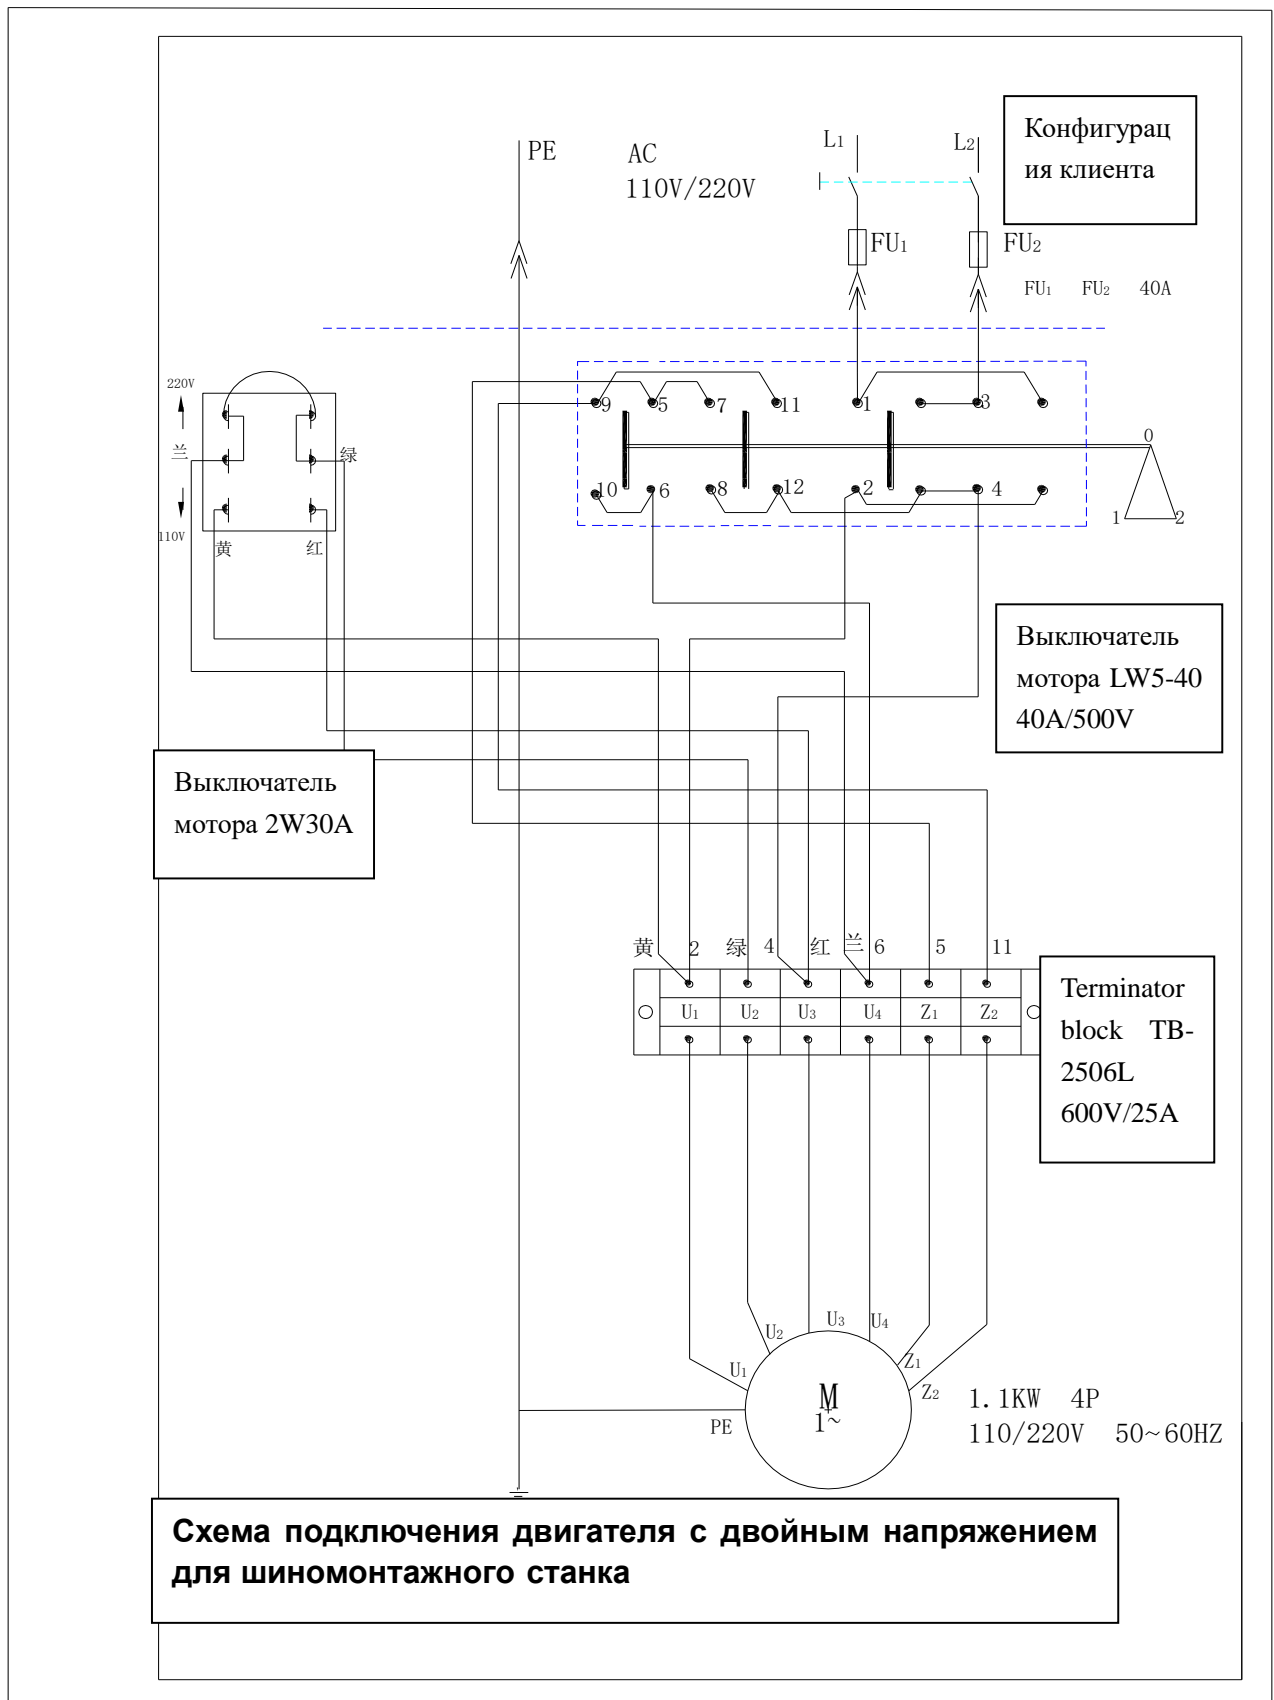 Конфигурац
ия клиента
PE
AC
110V/220V
L1
L2
FU1
FU2
FU1 FU2 40A
220V
兰
绿
110V
黄
红
9
5
7
11
1
3
10
6
8
12
2
4
0
1
2
Выключатель
мотора LW5-40
40A/500V
Выключатель
мотора 2W30A
黄 2 绿 4 红 兰 6 5 11
U1 U2 U3 U4 Z1 Z2
Terminator
block TB-
2506L
600V/25A
U1
U2
U3
U4
Z1
Z2
PE
M
1~
1.1KW 4P
110/220V 50~60HZ
Схема подключения двигателя с двойным напряжением
для шиномонтажного станка